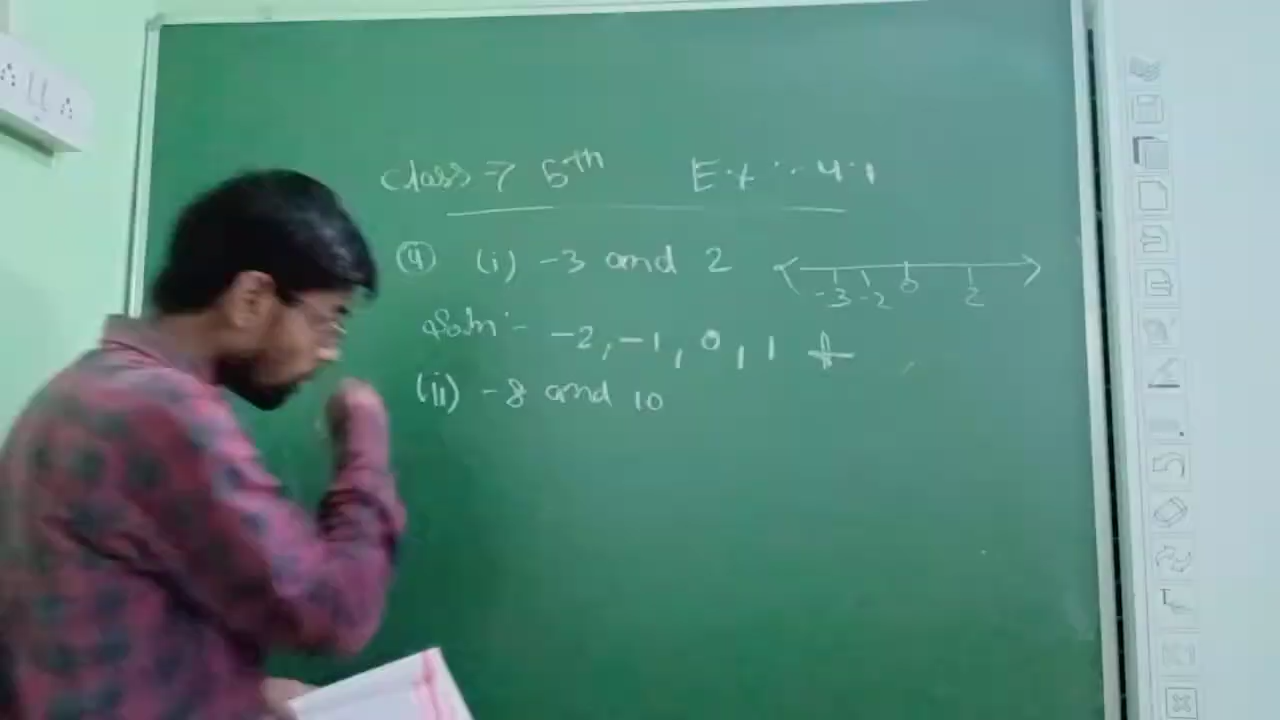 Class - 7 5th Ex :- 4.1
(4) (i) -3 and 2
-3 -2 0 2
Soln :- -2, -1, 0, 1
(ii) -8 and 10